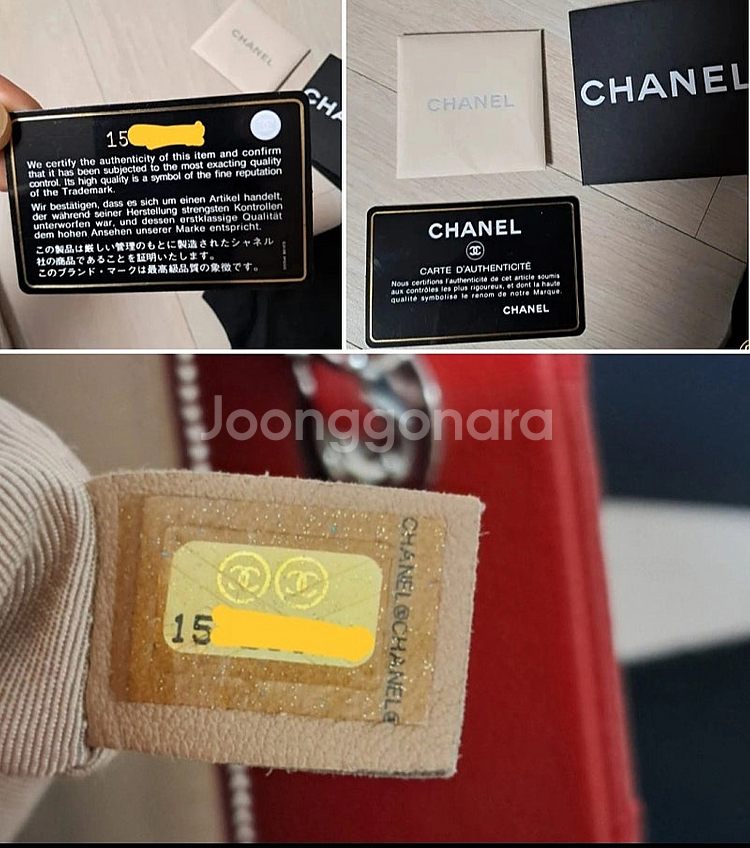 CHANEL
CHA
15
We certify the authenticity of this item and confirm
that it has been subjected to the most exacting quality
control. Its high quality is a symbol of the fine reputation
of the Trademark.
Wir bestätigen, dass es sich um einen Artikel handelt,
der während seiner Herstellung strengsten Kontrollen
unterworfen war, und dessen erstklassige Qualität
dem hohen Ansehen unserer Marke entspricht.
この製品は厳しい管理のもとに製造されたシャネル
社の商品であることを証明いたします。
このブランド・マークは最高級品質の象徴です。
CHANEL
CHANEL
CHANEL
CARTE D'AUTHENTICITÉ
Nous certifions l'authenticité de cet article soumis
aux contrôles les plus rigoureux, et dont la haute
qualité symbolise le renom de notre Marque.
CHANEL
Joonggonara
15
CHANEL®CHANEL®